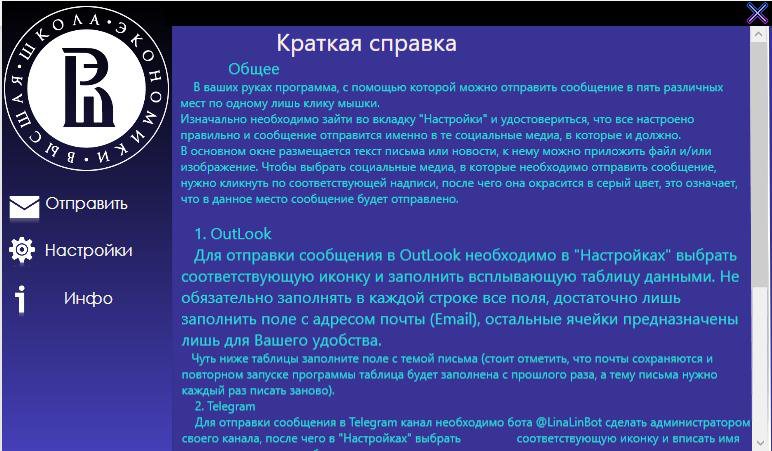 ВЫСШАЯ • ШКОЛА • ЭКОНОМИКИ
Отправить
Настройки
Инфо
Краткая справка
Общее
В ваших руках программа, с помощью которой можно отправить сообщение в пять различных
мест по одному лишь клику мышки.
Изначально необходимо зайти во вкладку "Настройки" и удостовериться, что все настроено
правильно и сообщение отправится именно в те социальные медиа, в которые и должно.
В основном окне размещается текст письма или новости, к нему можно приложить файл и/или
изображение. Чтобы выбрать социальные медиа, в которые необходимо отправить сообщение,
нужно кликнуть по соответствующей надписи, после чего она окрасится в серый цвет, это означает,
что в данное место сообщение будет отправлено.
1. OutLook
Для отправки сообщения в OutLook необходимо в "Настройках" выбрать
соответствующую иконку и заполнить всплывающую таблицу данными. Не
обязательно заполнять в каждой строке все поля, достаточно лишь
заполнить поле с адресом почты (Email), остальные ячейки предназначены
лишь для Вашего удобства.
Чуть ниже таблицы заполните поле с темой письма (стоит отметить, что почты сохраняются и
повторном запуске программы таблица будет заполнена с прошлого раза, а тему письма нужно
каждый раз писать заново).
2. Telegram
Для отправки сообщения в Telegram канал необходимо бота @LinaLinBot сделать администратором
своего канала, после чего в "Настройках" выбрать соответствующую иконку и вписать имя